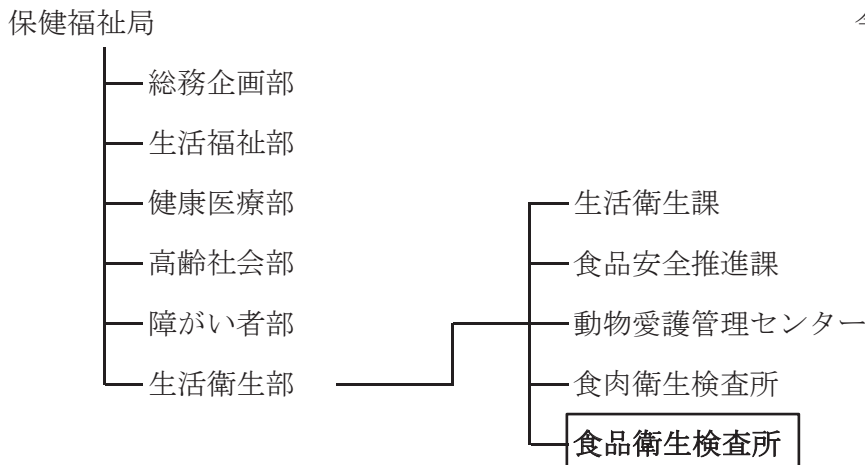 保健福祉局
総務企画部
生活福祉部
健康医療部
高齢社会部
障がい者部
生活衛生部
生活衛生課
食品安全推進課
動物愛護管理センター
食肉衛生検査所
食品衛生検査所